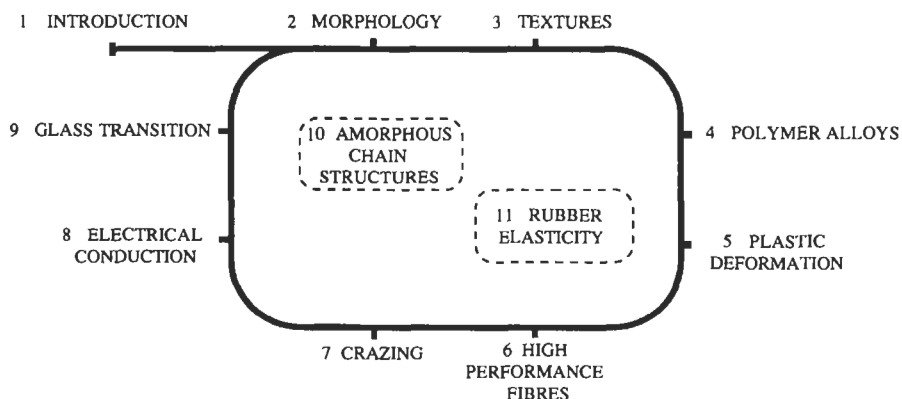 1 INTRODUCTION
2 MORPHOLOGY
3 TEXTURES
9 GLASS TRANSITION
10 AMORPHOUS
CHAIN
STRUCTURES
4 POLYMER ALLOYS
8 ELECTRICAL
CONDUCTION
11 RUBBER
ELASTICITY
5 PLASTIC
DEFORMATION
7 CRAZING
6 HIGH
PERFORMANCE
FIBRES